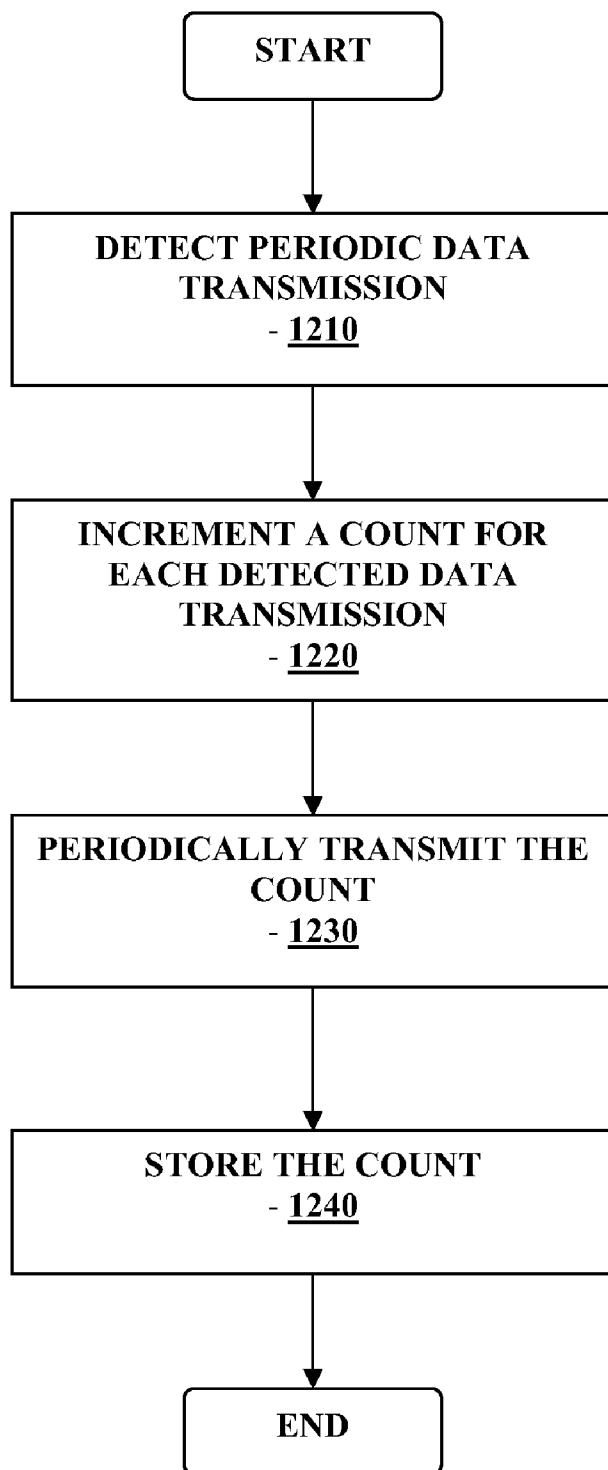 START
DETECT PERIODIC DATA
TRANSMISSION
- 1210
INCREMENT A COUNT FOR
EACH DETECTED DATA
TRANSMISSION
- 1220
PERIODICALLY TRANSMIT THE
COUNT
- 1230
STORE THE COUNT
- 1240
END